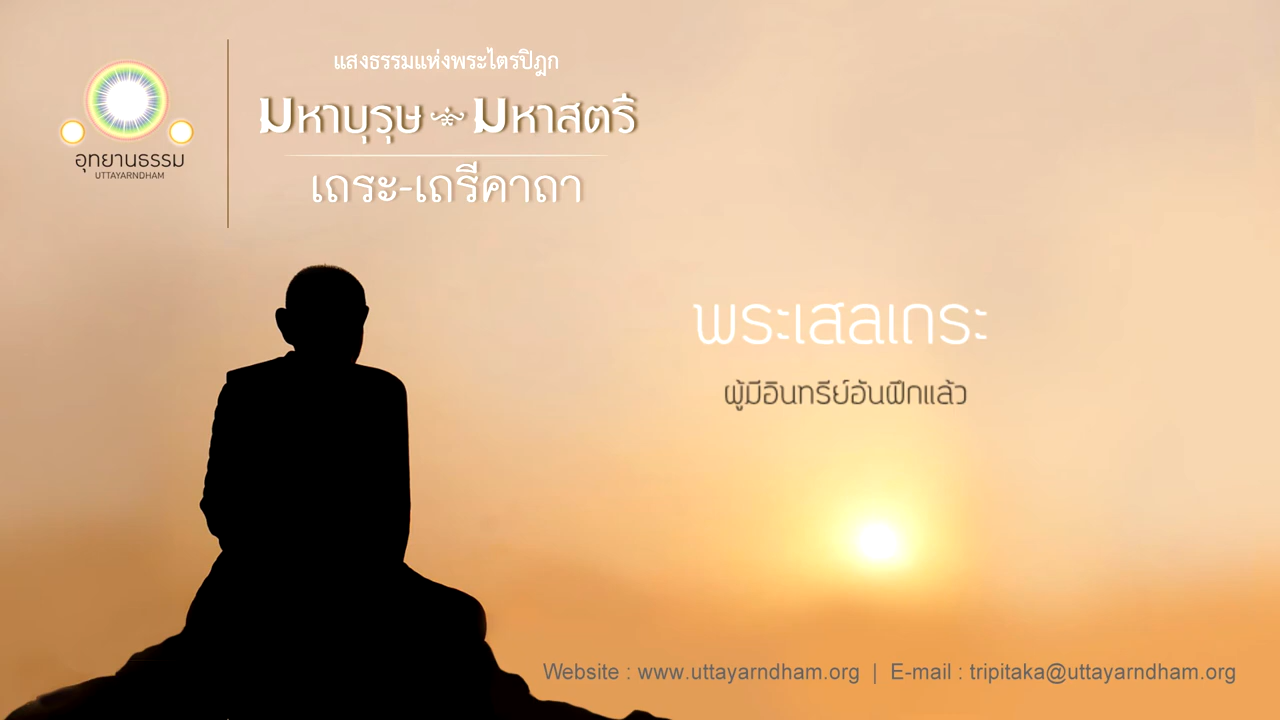 อุทยานธรรม
UTTAYARNDHAM
แสงธรรมแห่งพระไตรปิฎก
มหาบุรุษ มหาสตรี
เถระ-เถรีคาถา
พระเสลเถระ
ผู้มีอินทรีย์อันฝึกแล้ว
Website : www.uttayarndham.org | E-mail : tripitaka@uttayarndham.org